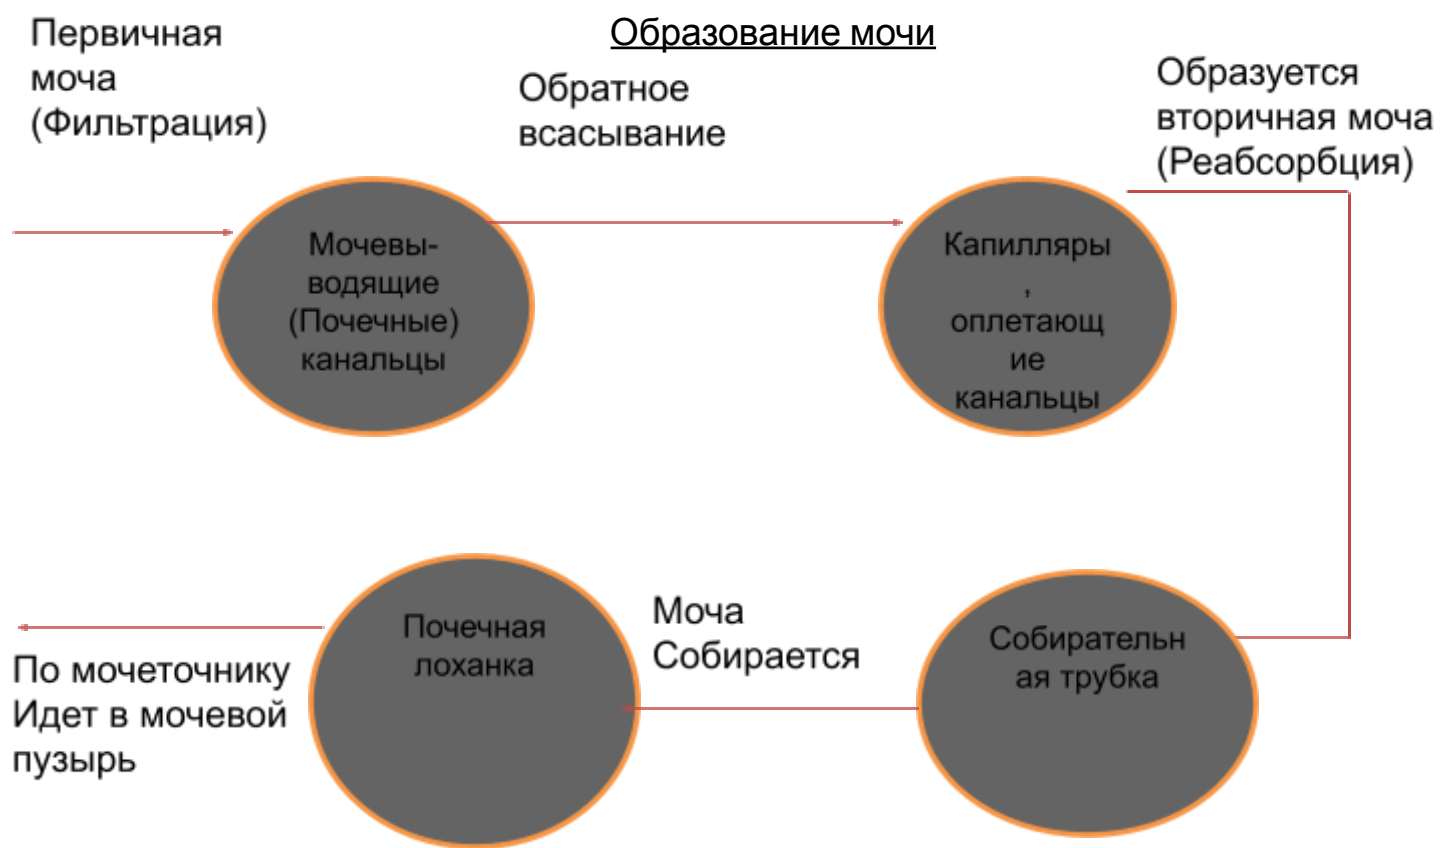 Образование мочи
Первичная
моча
(Фильтрация)
Обратное
всасывание
Образуется
вторичная моча
(Реабсорбция)
Мочевы-
водящие
(Почечные)
канальцы
Капилляры
,
оплетающ
ие
канальцы
Собирательн
ая трубка
Моча
Собирается
Почечная
лоханка
По мочеточнику
Идет в мочевой
пузырь